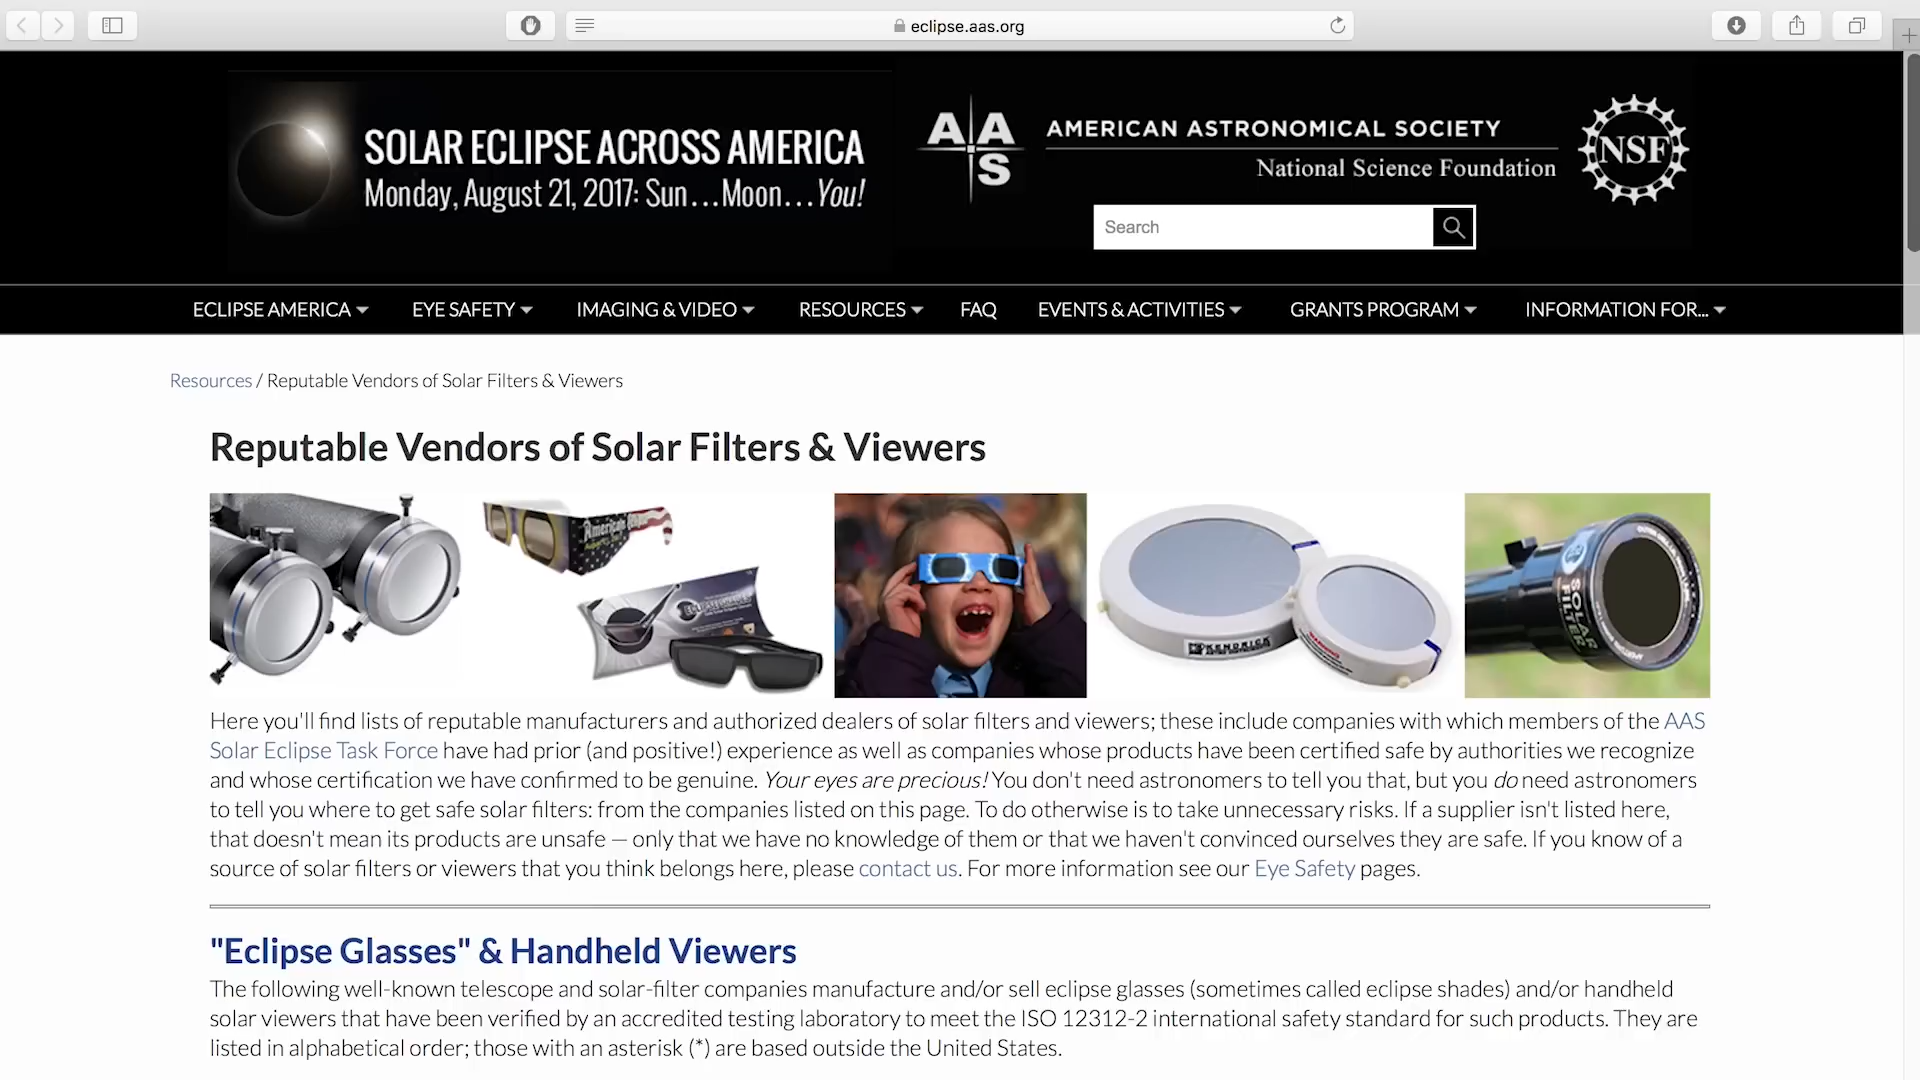 eclipse.aas.org
SOLAR ECLIPSE ACROSS AMERICA
Monday, August 21, 2017: Sun...Moon...You!
AAS
AMERICAN ASTRONOMICAL SOCIETY
National Science Foundation
NSF
Search
ECLIPSE AMERICA EYE SAFETY IMAGING & VIDEO RESOURCES FAQ EVENTS & ACTIVITIES GRANTS PROGRAM INFORMATION FOR...
Resources / Reputable Vendors of Solar Filters & Viewers
Reputable Vendors of Solar Filters & Viewers
ECLIPSE SHADES
KENDRICK
SOLAR FILTER
Here you'll find lists of reputable manufacturers and authorized dealers of solar filters and viewers; these include companies with which members of the AAS
Solar Eclipse Task Force have had prior (and positive!) experience as well as companies whose products have been certified safe by authorities we recognize
and whose certification we have confirmed to be genuine. Your eyes are precious! You don't need astronomers to tell you that, but you do need astronomers
to tell you where to get safe solar filters: from the companies listed on this page. To do otherwise is to take unnecessary risks. If a supplier isn't listed here,
that doesn't mean its products are unsafe — only that we have no knowledge of them or that we haven't convinced ourselves they are safe. If you know of a
source of solar filters or viewers that you think belongs here, please contact us. For more information see our Eye Safety pages.
"Eclipse Glasses" & Handheld Viewers
The following well-known telescope and solar-filter companies manufacture and/or sell eclipse glasses (sometimes called eclipse shades) and/or handheld
solar viewers that have been verified by an accredited testing laboratory to meet the ISO 12312-2 international safety standard for such products. They are
listed in alphabetical order; those with an asterisk (*) are based outside the United States.